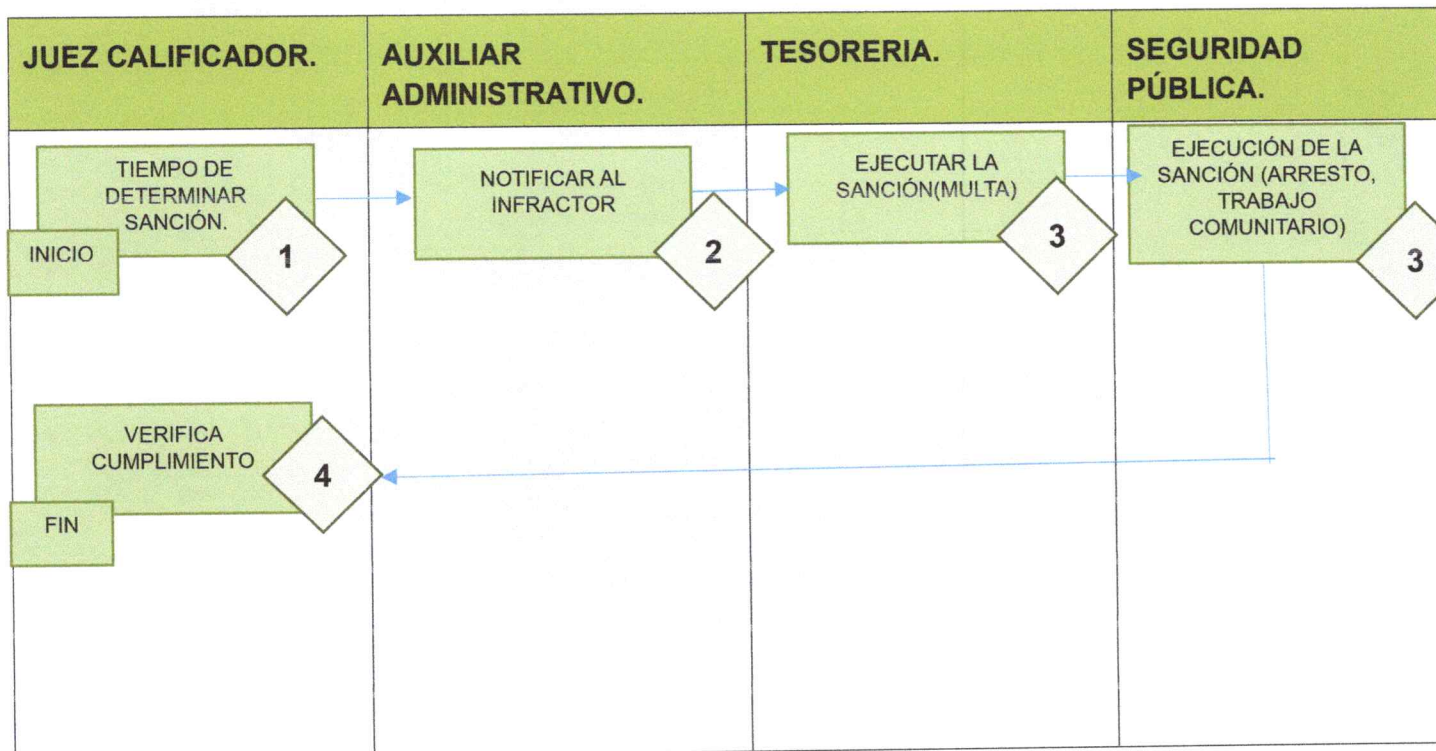 JUEZ CALIFICADOR.
AUXILIAR
ADMINISTRATIVO.
TESORERIA.
SEGURIDAD
PÚBLICA.
TIEMPO DE
DETERMINAR
SANCIÓN.
INICIO
1
NOTIFICAR AL
INFRACTOR
2
EJECUTAR LA
SANCIÓN(MULTA)
3
EJECUCIÓN DE LA
SANCIÓN (ARRESTO,
TRABAJO
COMUNITARIO)
3
VERIFICA
CUMPLIMIENTO
4
FIN